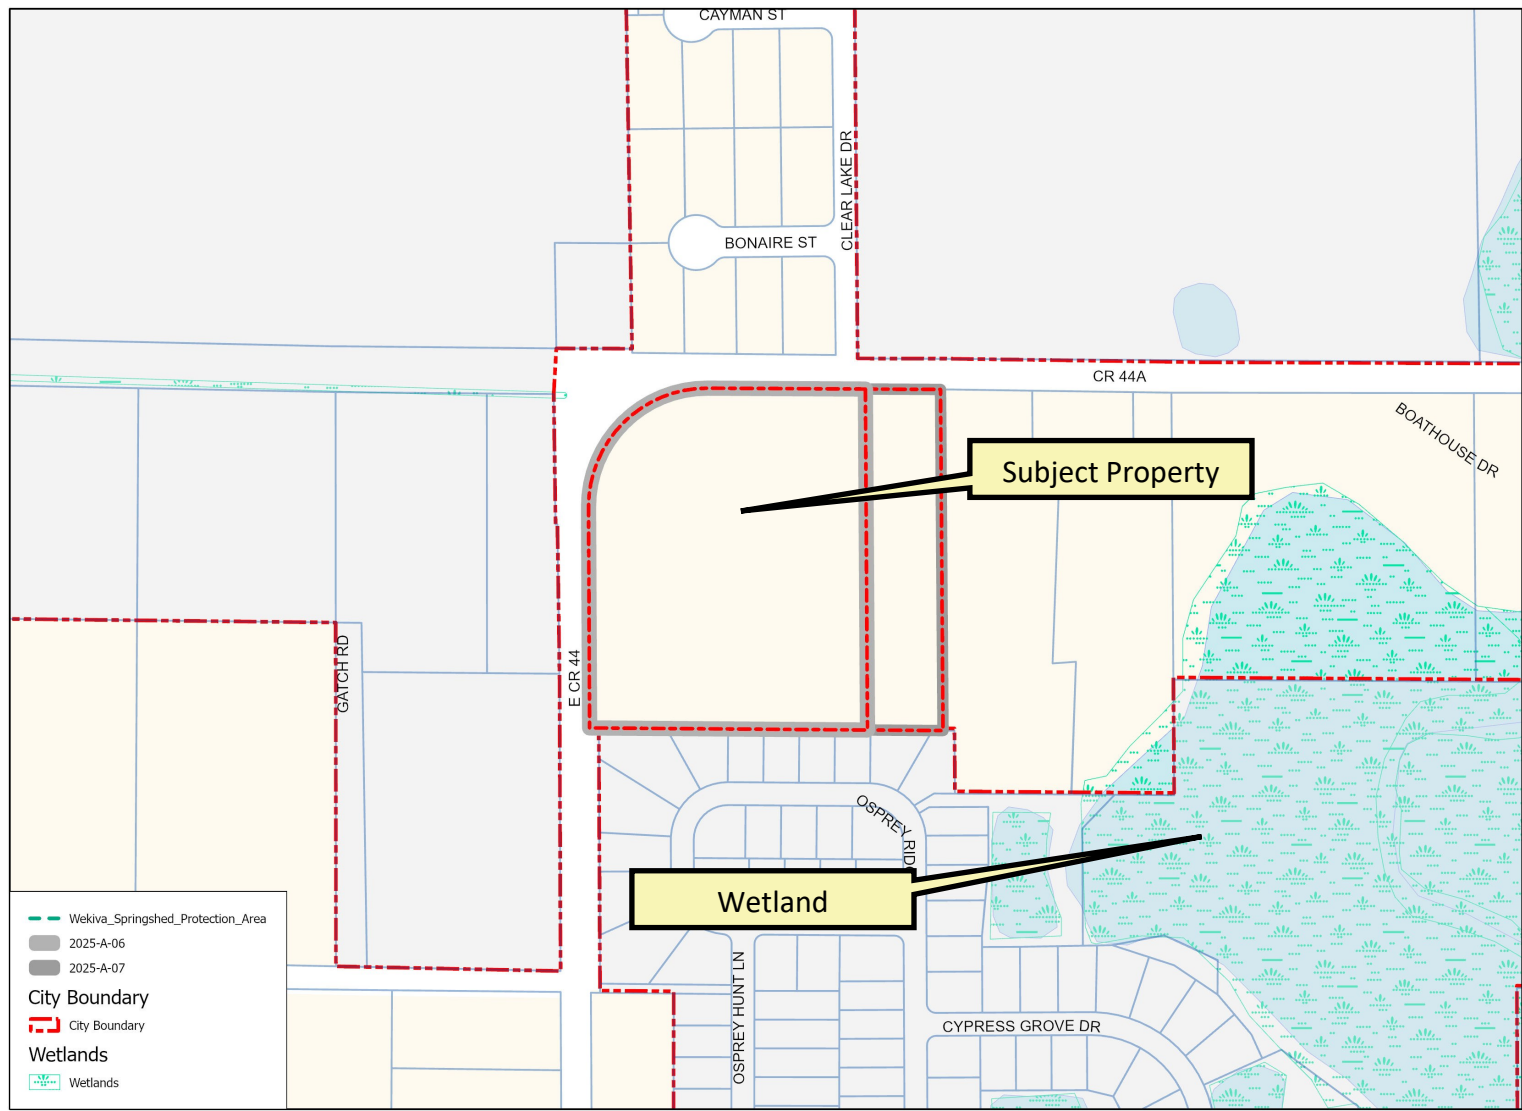 CAYMAN ST
CLEAR LAKE DR
BONAIRE ST
CR 44A
BOATHOUSE DR
Subject Property
GATCH RD
E CR 44
OSPREY RIDG
Wetland
OSPREY HUNT LN
CYPRESS GROVE DR
Wekiva_Springshed_Protection_Area
2025-A-06
2025-A-07
City Boundary
City Boundary
Wetlands
Wetlands